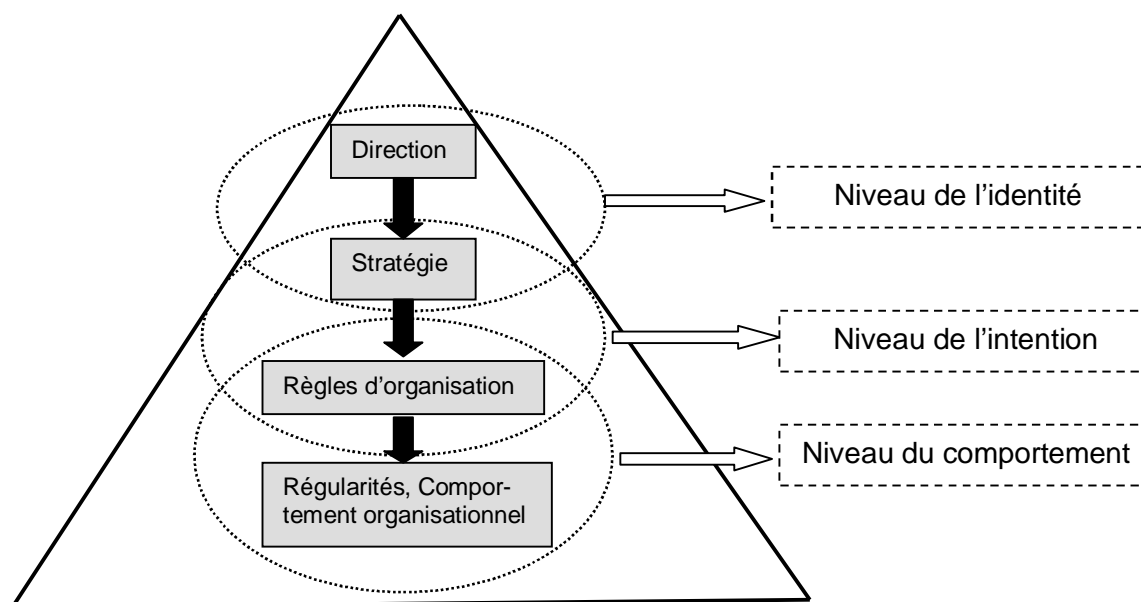 Direction
Niveau de l’identité
Stratégie
Niveau de l’intention
Règles d’organisation
Niveau du comportement
Régularités, Compor-
tement organisationnel